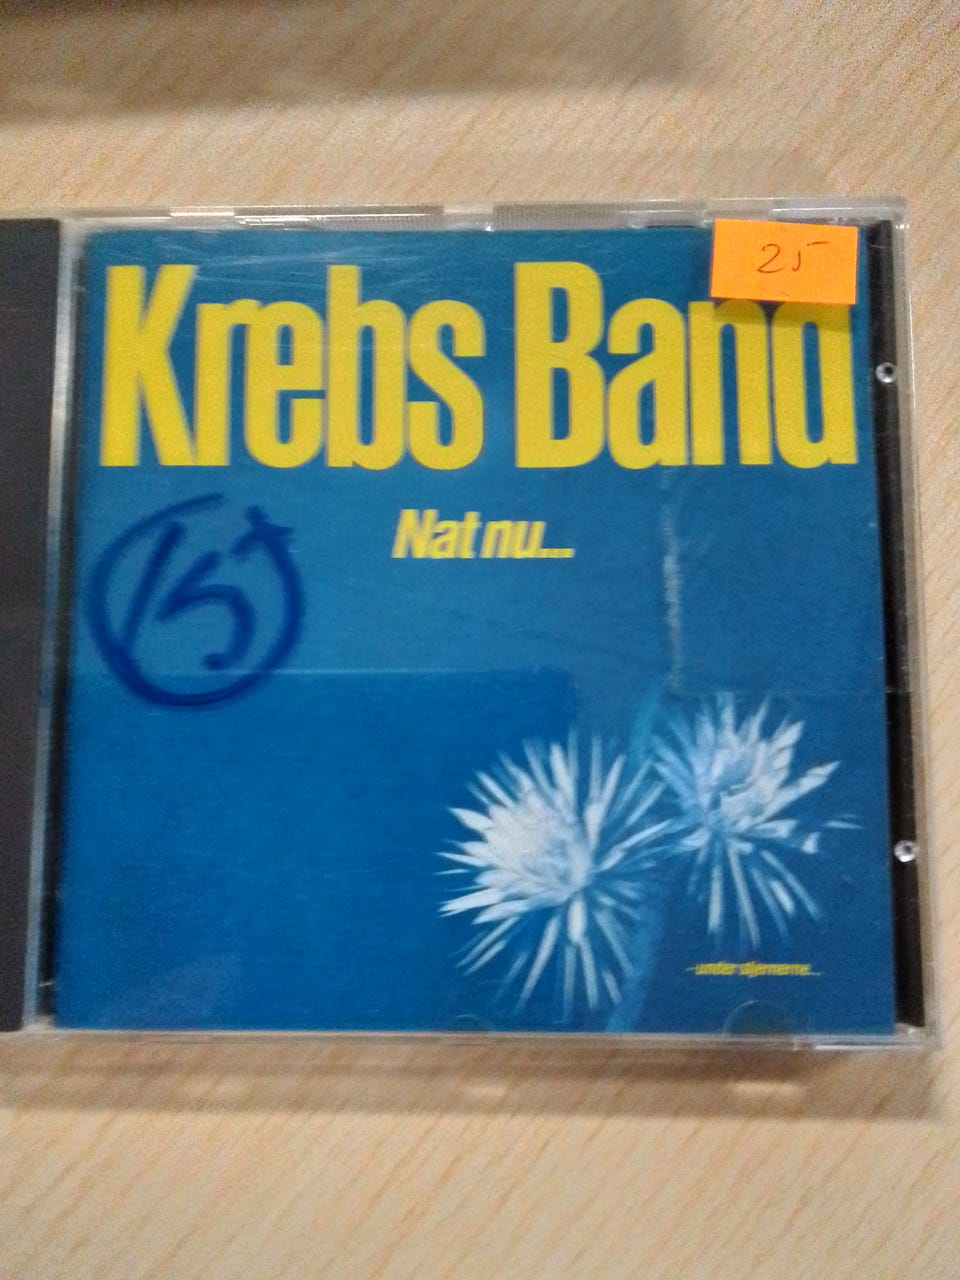 25
Krebs Band
Nat nu...
15
...under stjernerne...